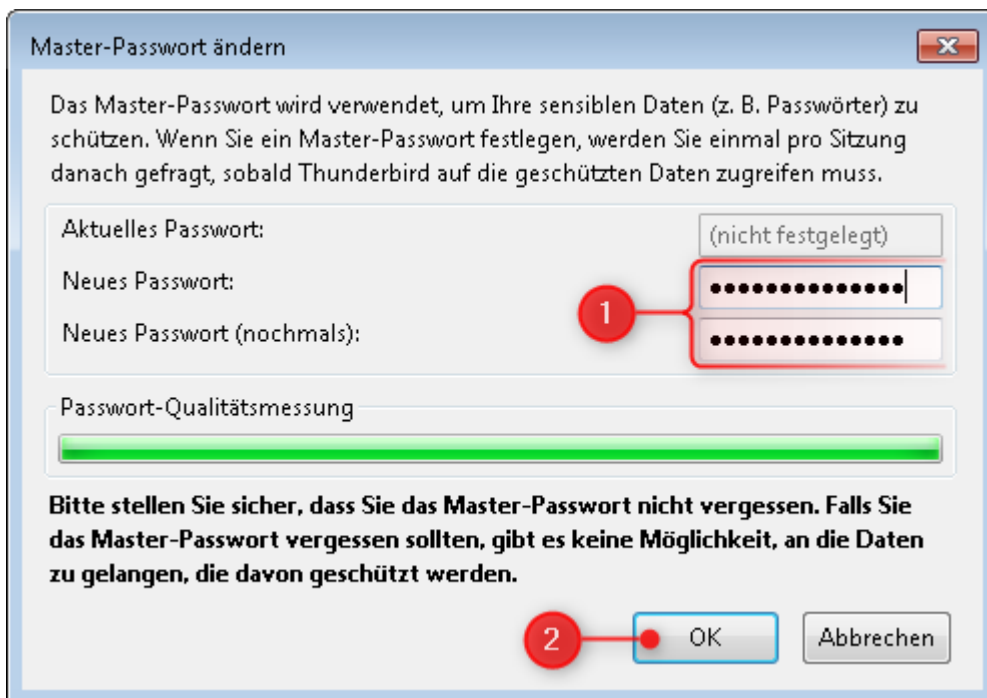 Master-Passwort ändern
Das Master-Passwort wird verwendet, um Ihre sensiblen Daten (z. B. Passwörter) zu
schützen. Wenn Sie ein Master-Passwort festlegen, werden Sie einmal pro Sitzung
danach gefragt, sobald Thunderbird auf die geschützten Daten zugreifen muss.
Aktuelles Passwort: (nicht festgelegt)
Neues Passwort: ●●●●●●●●●●●●●●
1
Neues Passwort (nochmals): ●●●●●●●●●●●●●●
Passwort-Qualitätsmessung
Bitte stellen Sie sicher, dass Sie das Master-Passwort nicht vergessen. Falls Sie
das Master-Passwort vergessen sollten, gibt es keine Möglichkeit, an die Daten
zu gelangen, die davon geschützt werden.
2 OK Abbrechen